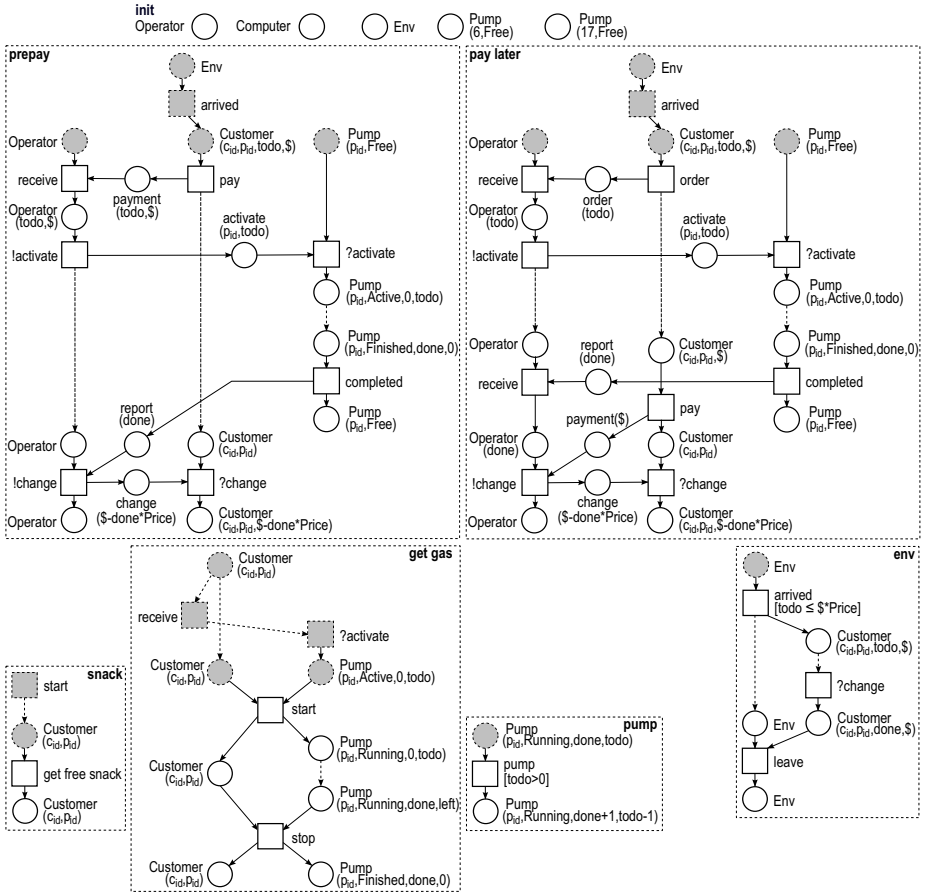 init
Operator Computer Env Pump (6,Free) Pump (17,Free)
prepay
Env
arrived
Operator
Customer
(cid,pid,todo,$)
Pump
(pid,Free)
receive
payment
(todo,$)
pay
Operator
(todo,$)
activate
(pid,todo)
!activate
?activate
Pump
(pid,Active,0,todo)
Pump
(pid,Finished,done,0)
completed
report
(done)
Pump
(pid,Free)
Operator
Customer
(cid,pid)
!change
change
($-done*Price)
?change
Operator
Customer
(cid,pid,$-done*Price)
pay later
Env
arrived
Operator
Customer
(cid,pid,todo,$)
Pump
(pid,Free)
receive
order
(todo)
order
Operator
(todo)
activate
(pid,todo)
!activate
?activate
Pump
(pid,Active,0,todo)
Operator
report
(done)
Customer
(cid,pid,$)
Pump
(pid,Finished,done,0)
receive
completed
payment($)
pay
Pump
(pid,Free)
Operator
(done)
Customer
(cid,pid)
!change
change
($-done*Price)
?change
Operator
Customer
(cid,pid,$-done*Price)
snack
start
Customer
(cid,pid)
get free snack
Customer
(cid,pid)
get gas
Customer
(cid,pid)
receive
?activate
Customer
(cid,pid)
Pump
(pid,Active,0,todo)
start
Pump
(pid,Running,0,todo)
Customer
(cid,pid)
Pump
(pid,Running,done,left)
stop
Customer
(cid,pid)
Pump
(pid,Finished,done,0)
pump
Pump
(pid,Running,done,todo)
pump
[todo>0]
Pump
(pid,Running,done+1,todo-1)
env
Env
arrived
[todo ≤ $*Price]
Customer
(cid,pid,todo,$)
?change
Env
Customer
(cid,pid,done,$)
leave
Env